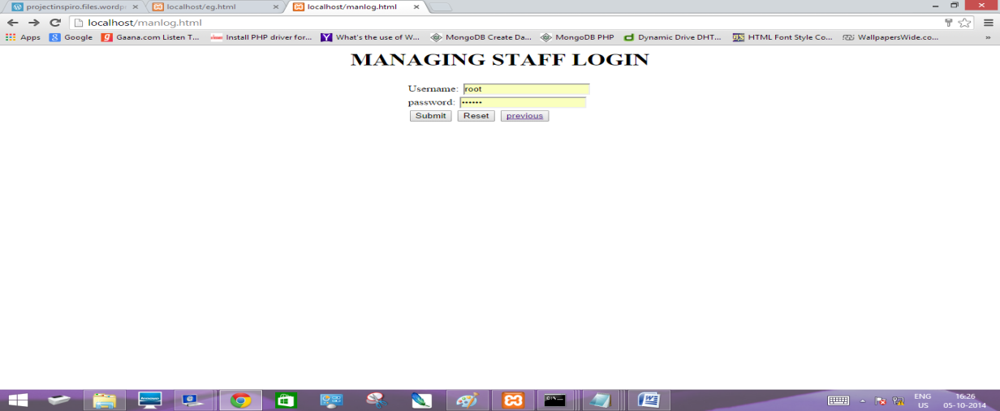 projectinspiro.files.wordp
localhost/eg.html
localhost/manlog.html
localhost/manlog.html
Apps
Google
Gaana.com Listen T...
Install PHP driver for...
What's the use of W...
MongoDB Create Da...
MongoDB PHP
Dynamic Drive DHT...
HTML Font Style Co...
WallpapersWide.co...
»
MANAGING STAFF LOGIN
Username: root
password: ••••••
Submit Reset previous
ENG 16:26
US 05-10-2014